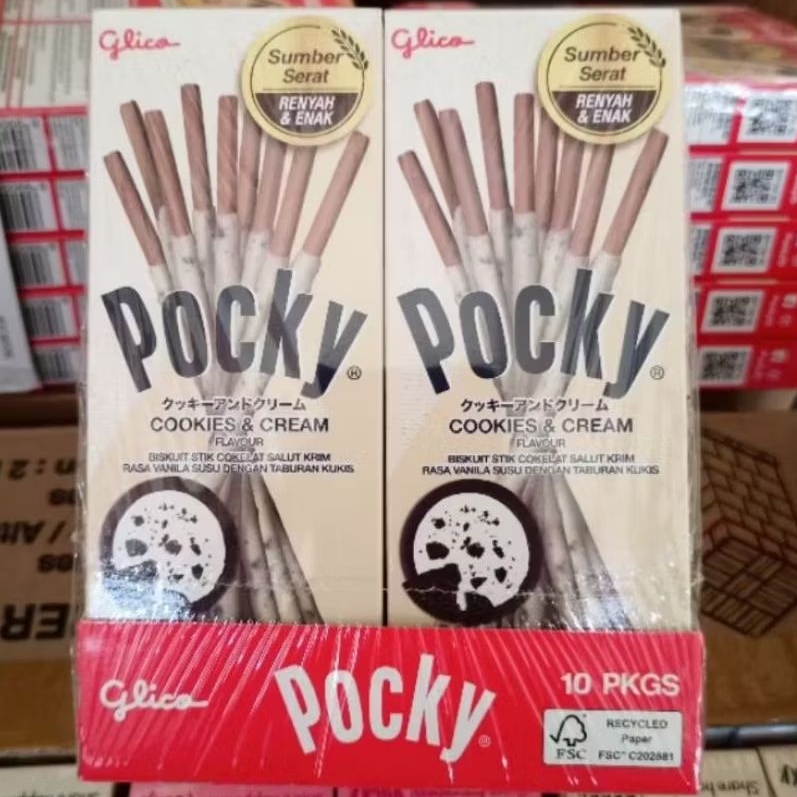 Glico
Sumber
Serat
RENYAH
& ENAK
Pocky®
クッキーアンドクリーム
COOKIES & CREAM
FLAVOUR
BISKUIT STIK COKELAT SALUT KRIM
RASA VANILA SUSU DENGAN TABURAN KUKIS
Glico
Sumber
Serat
RENYAH
& ENAK
Pocky®
クッキーアンドクリーム
COOKIES & CREAM
FLAVOUR
BISKUIT STIK COKELAT SALUT KRIM
RASA VANILA SUSU DENGAN TABURAN KUKIS
Glico
Pocky®
10 PKGS
FSC
RECYCLED
Paper
FSC™ C202881